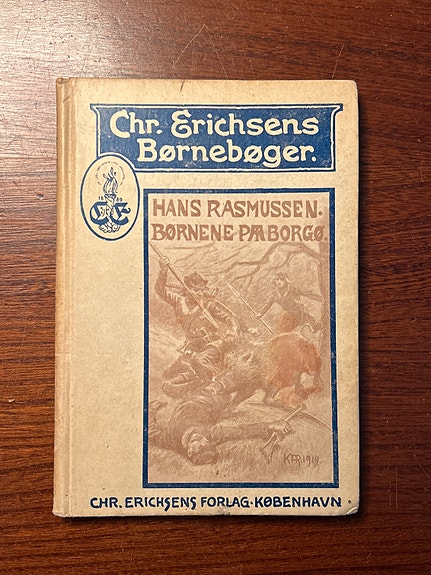 Chr. Erichsens
Børnebøger.
HANS RASMUSSEN.
BØRNENE PAA BORGØ.
CHR. ERICHSENS FORLAG·KØBENHAVN